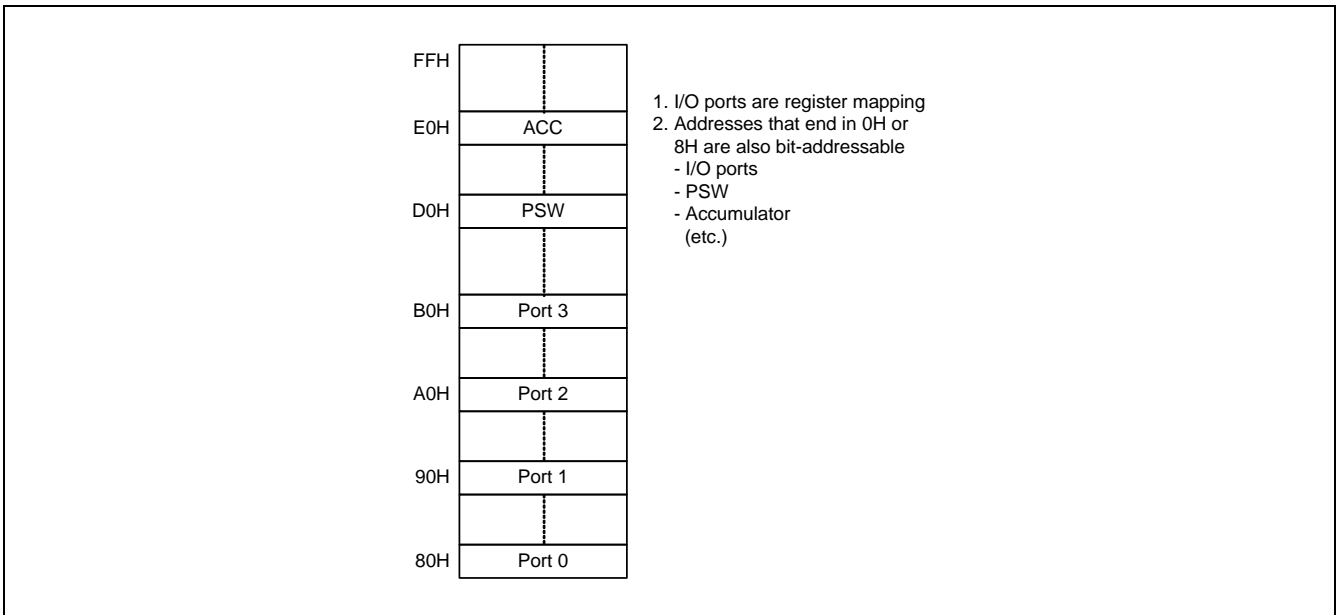 FFH
E0H ACC
D0H PSW
B0H Port 3
A0H Port 2
90H Port 1
80H Port 0
1. I/O ports are register mapping
2. Addresses that end in 0H or
8H are also bit-addressable
- I/O ports
- PSW
- Accumulator
(etc.)